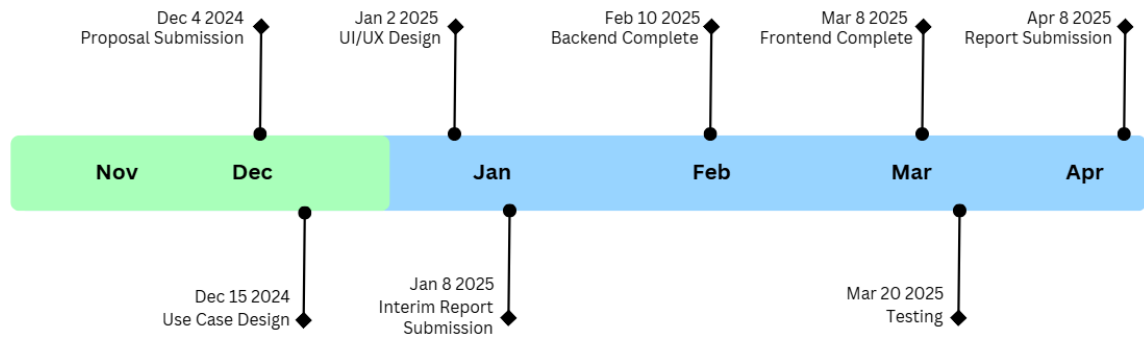 Dec 4 2024
Proposal Submission
Jan 2 2025
UI/UX Design
Feb 10 2025
Backend Complete
Mar 8 2025
Frontend Complete
Apr 8 2025
Report Submission
Nov
Dec
Jan
Feb
Mar
Apr
Dec 15 2024
Use Case Design
Jan 8 2025
Interim Report
Submission
Mar 20 2025
Testing